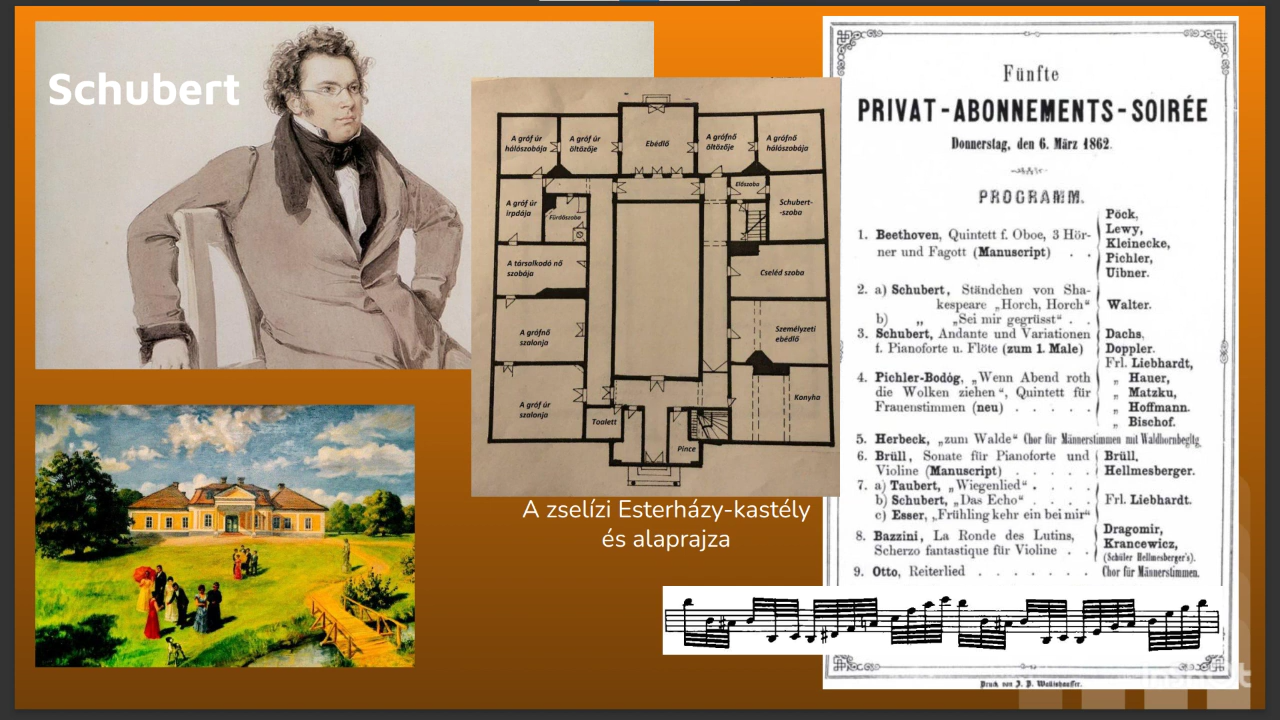 Schubert
A gróf úr
hálószobája
A gróf úr
öltözője
Ebédlő
A grófnő
öltözője
A grófnő
hálószobája
A gróf úr
írpdája
Fürdőszoba
Előszoba
Schubert-
-szoba
A társalkodó nő
szobája
Cseléd szoba
A grófnő
szalonja
Személyzeti
ebédlő
A gróf úr
szalonja
Toalett
Pince
Konyha
A zselízi Esterházy-kastély
és alaprajza
Fünfte
PRIVAT-ABONNEMENTS-SOIRÉE
Donnerstag, den 6. März 1862.
PROGRAMM.
1. Beethoven, Quintett f. Oboe, 3 Hör-
ner und Fagott (Manuscript) . .
Pöck,
Lewy,
Kleinecke,
Pichler,
Uibner.
2. a) Schubert, Ständchen von Sha-
kespeare „Horch, Horch“
b) „ „Sei mir gegrüsst“ . .
Walter.
3. Schubert, Andante und Variationen
f. Pianoforte u. Flöte (zum 1. Male)
Dachs,
Doppler.
4. Pichler-Bodóg, „Wenn Abend roth
die Wolken ziehen“, Quintett für
Frauenstimmen (neu) . . . . .
Frl. Liebhardt,
„ Hauer,
„ Matzku,
„ Hoffmann.
„ Bischof.
5. Herbeck, „zum Walde“ Chor für Männerstimmen mit Waldhornbegltg.
6. Brüll, Sonate für Pianoforte und
Violine (Manuscript) . . . . .
Brüll,
Hellmesberger.
7. a) Taubert, „Wiegenlied“ . . . .
b) Schubert, „Das Echo“ . . . .
c) Esser, „Frühling kehr ein bei mir“
Frl. Liebhardt.
8. Bazzini, La Ronde des Lutins,
Scherzo fantastique für Violine . .
Dragomir,
Krancewicz,
(Schüler Hellmesberger's).
9. Otto, Reiterlied . . . . . . .
Chor für Männerstimmen.
Druck von J. B. Wallishausser.